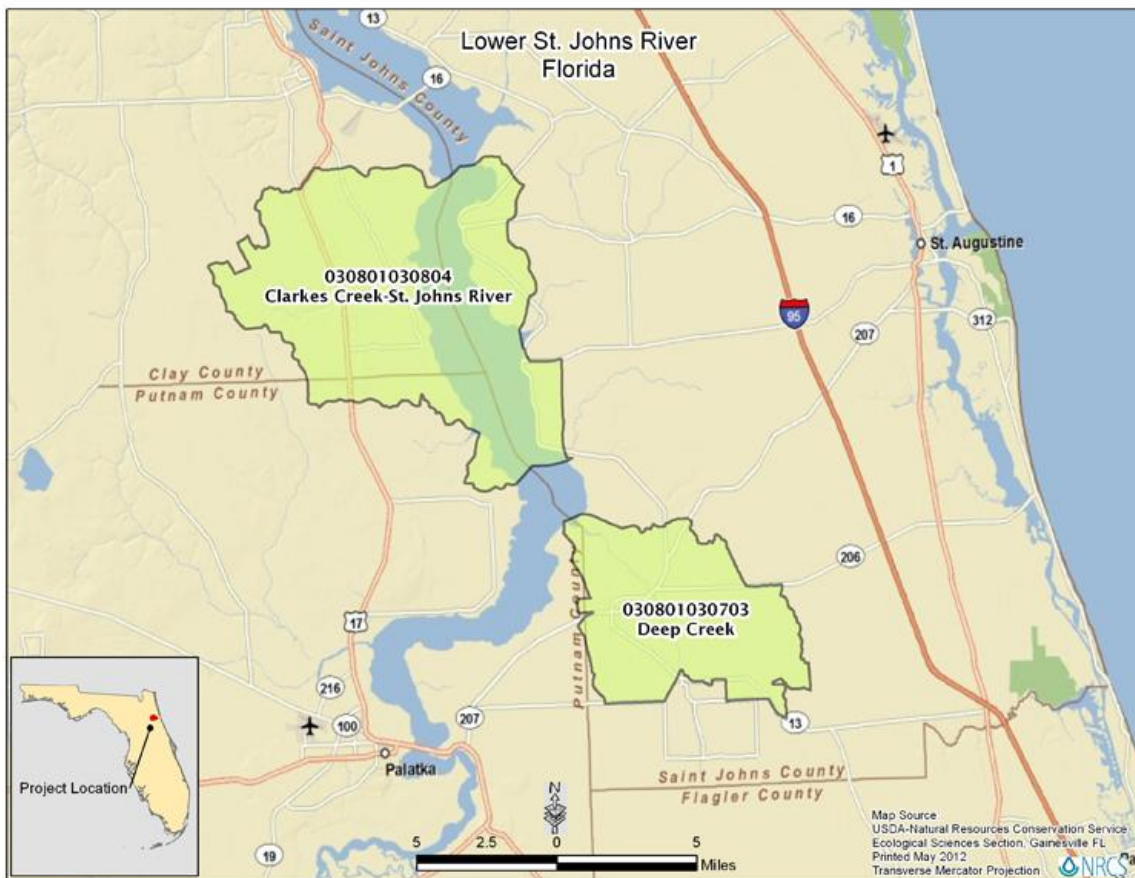 Lower St. Johns River
Florida
13
Saint Johns County
16
1
16
St. Augustine
030801030804
Clarkes Creek-St. Johns River
95
312
207
Clay County
Putnam County
206
030801030703
Deep Creek
17
Putnam County
216
100
207
13
Palatka
Project Location
Saint Johns County
Flagler County
N
19
5
2.5
0
5
Miles
Map Source
USDA-Natural Resources Conservation Service
Ecological Sciences Section, Gainesville FL
Printed May 2012
Transverse Mercator Projection
NRCS